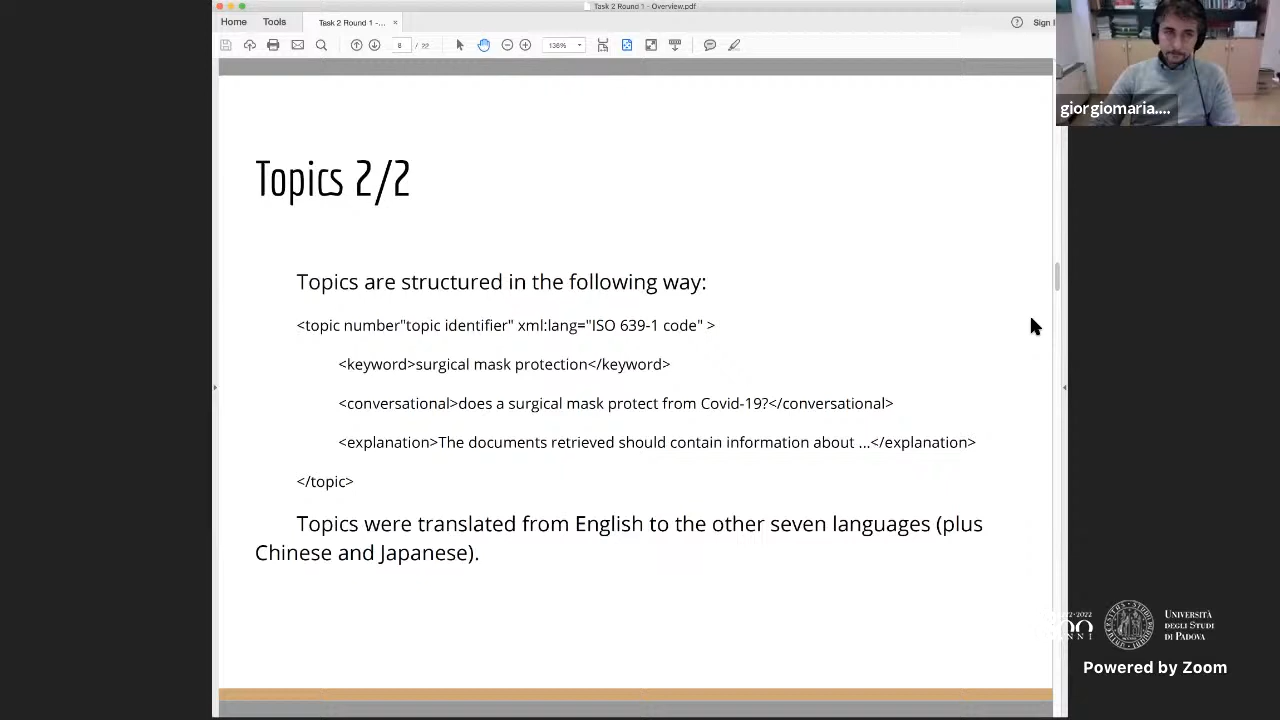 Task 2 Round 1 - Overview.pdf
Home Tools Task 2 Round 1 -... × ? Sign I
8 / 22 136%
giorgiomaria....
Topics 2/2
Topics are structured in the following way:
<topic number"topic identifier" xml:lang="ISO 639-1 code" >
<keyword>surgical mask protection</keyword>
<conversational>does a surgical mask protect from Covid-19?</conversational>
<explanation>The documents retrieved should contain information about ...</explanation>
</topic>
Topics were translated from English to the other seven languages (plus
Chinese and Japanese).
UNIVERSITÀ
DEGLI STUDI
DI PADOVA
Powered by Zoom